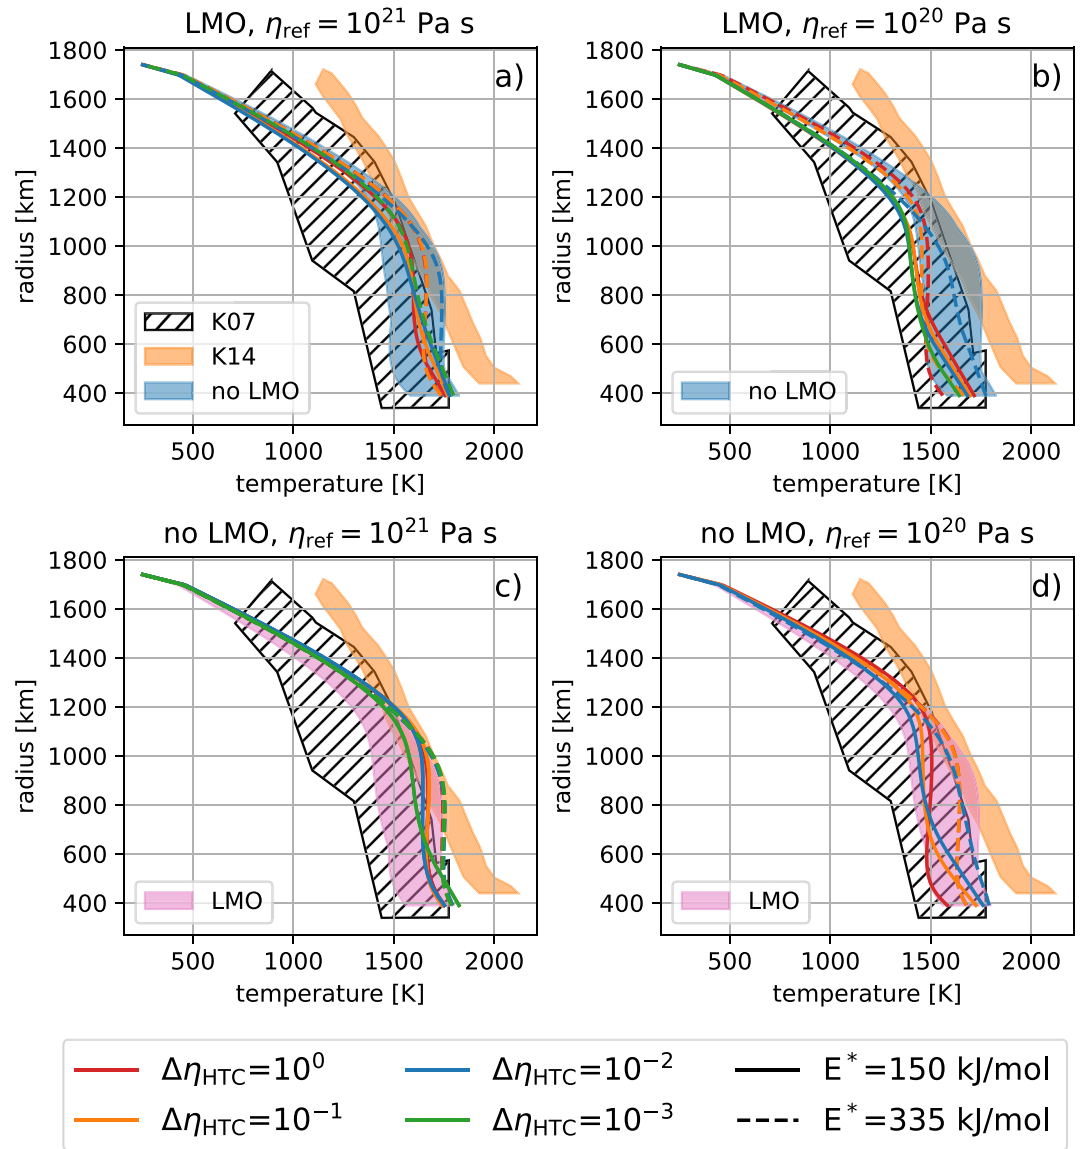 LMO, η_ref = 10^21 Pa s
LMO, η_ref = 10^20 Pa s
a)
b)
1800
1600
1400
1200
1000
800
600
400
radius [km]
K07
K14
no LMO
500 1000 1500 2000
temperature [K]
1800
1600
1400
1200
1000
800
600
400
radius [km]
no LMO
500 1000 1500 2000
temperature [K]
no LMO, η_ref = 10^21 Pa s
no LMO, η_ref = 10^20 Pa s
c)
d)
1800
1600
1400
1200
1000
800
600
400
radius [km]
LMO
500 1000 1500 2000
temperature [K]
1800
1600
1400
1200
1000
800
600
400
radius [km]
LMO
500 1000 1500 2000
temperature [K]
Δη_HTC=10^0 Δη_HTC=10^-2 E*=150 kJ/mol
Δη_HTC=10^-1 Δη_HTC=10^-3 E*=335 kJ/mol